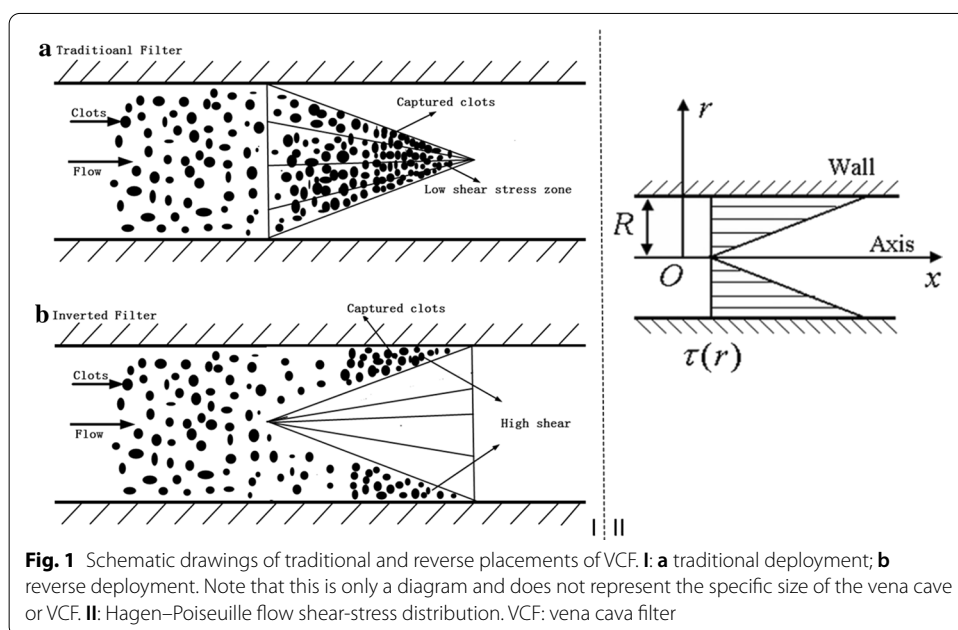 a Traditioanl Filter
Clots
Flow
Captured clots
Low shear stress zone
b Inverted Filter
Clots
Flow
Captured clots
High shear
I II
r
Wall
R
Axis
O
x
τ(r)
Fig. 1 Schematic drawings of traditional and reverse placements of VCF. I: a traditional deployment; b
reverse deployment. Note that this is only a diagram and does not represent the specific size of the vena cave
or VCF. II: Hagen–Poiseuille flow shear-stress distribution. VCF: vena cava filter